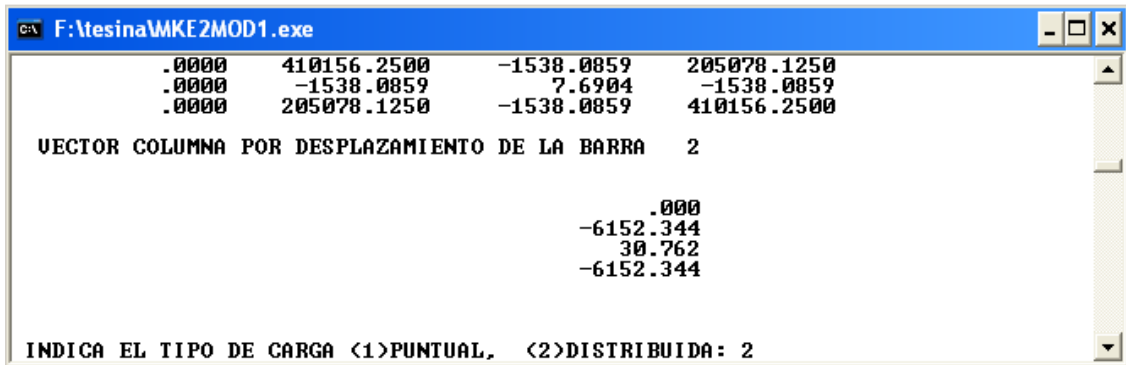 F:\tesina\MKE2MOD1.exe
.0000 410156.2500 -1538.0859 205078.1250
.0000 -1538.0859 7.6904 -1538.0859
.0000 205078.1250 -1538.0859 410156.2500
VECTOR COLUMNA POR DESPLAZAMIENTO DE LA BARRA 2
.000
-6152.344
30.762
-6152.344
INDICA EL TIPO DE CARGA (1)PUNTUAL, (2)DISTRIBUIDA: 2